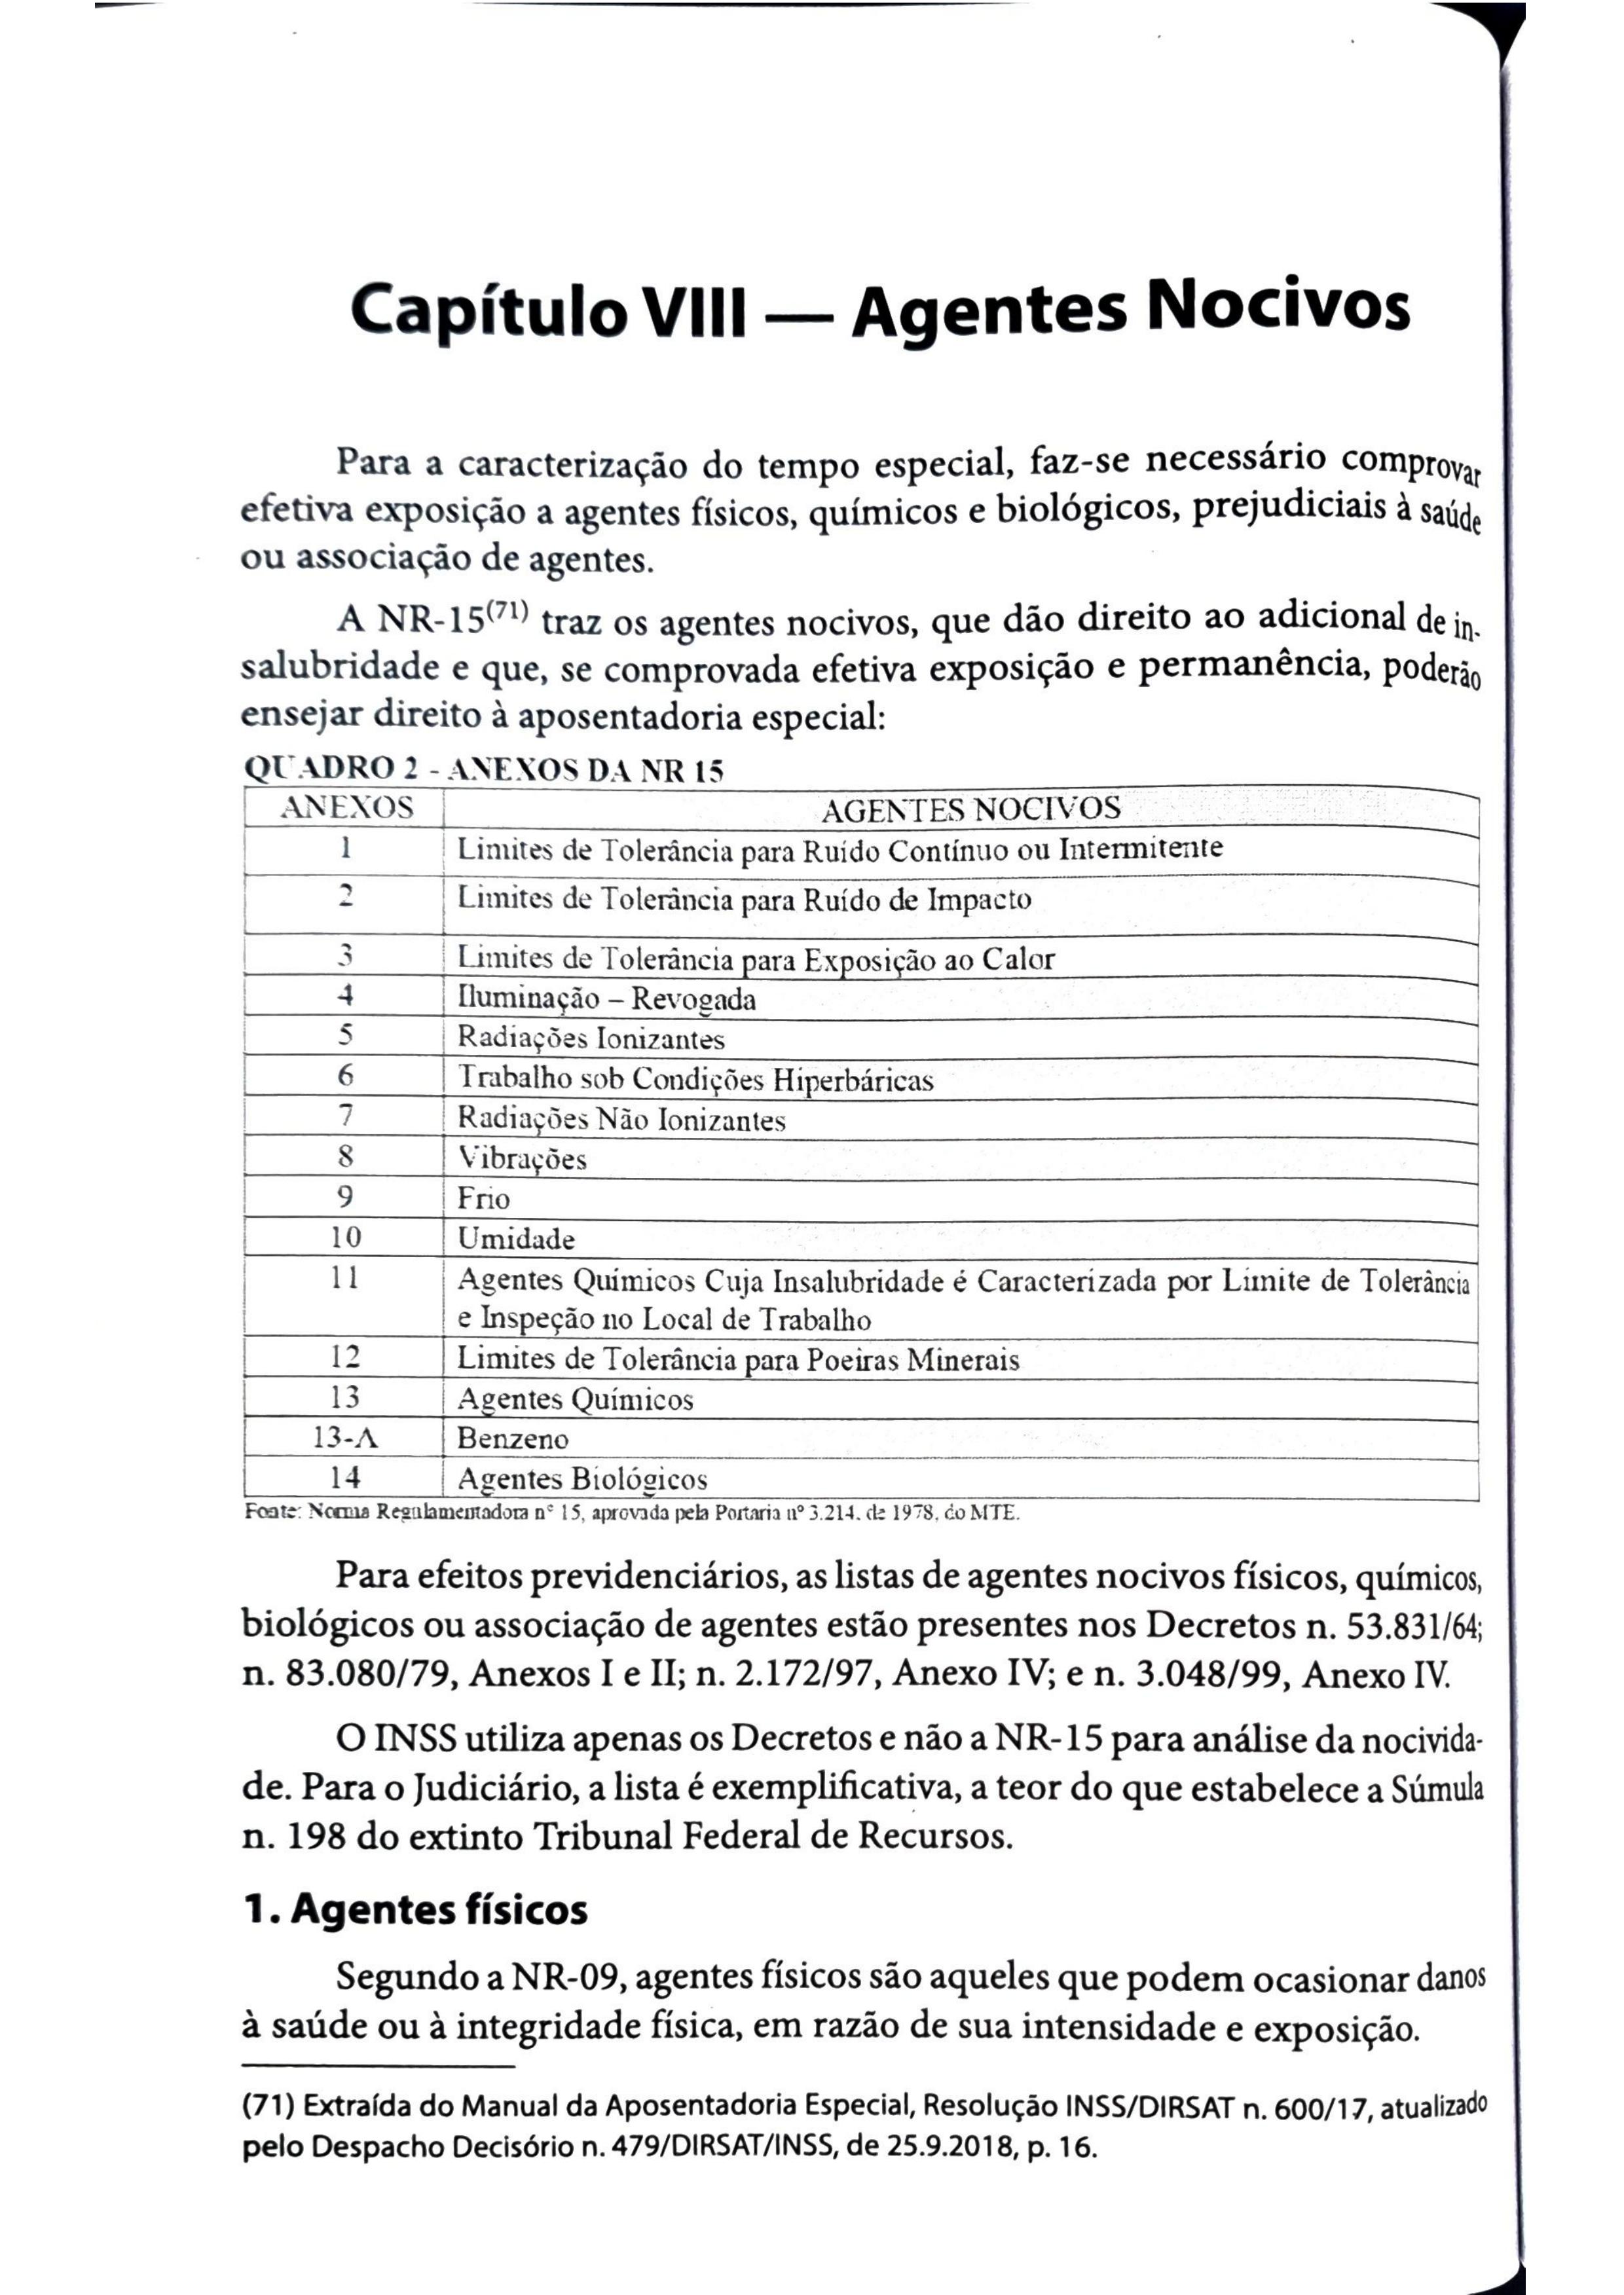 Capítulo VIII — Agentes Nocivos
Para a caracterização do tempo especial, faz-se necessário comprovar
efetiva exposição a agentes físicos, químicos e biológicos, prejudiciais à saúde
ou associação de agentes.
A NR-15(71) traz os agentes nocivos, que dão direito ao adicional de in-
salubridade e que, se comprovada efetiva exposição e permanência, poderão
ensejar direito à aposentadoria especial:
QUADRO 2 - ANEXOS DA NR 15
ANEXOS AGENTES NOCIVOS
1 Limites de Tolerância para Ruído Contínuo ou Intermitente
2 Limites de Tolerância para Ruído de Impacto
3 Limites de Tolerância para Exposição ao Calor
4 Iluminação – Revogada
5 Radiações Ionizantes
6 Trabalho sob Condições Hiperbáricas
7 Radiações Não Ionizantes
8 Vibrações
9 Frio
10 Umidade
11 Agentes Químicos Cuja Insalubridade é Caracterizada por Limite de Tolerância
e Inspeção no Local de Trabalho
12 Limites de Tolerância para Poeiras Minerais
13 Agentes Químicos
13-A Benzeno
14 Agentes Biológicos
Fonte: Norma Regulamentadora nº 15, aprovada pela Portaria nº 3.214, de 1978, do MTE.
Para efeitos previdenciários, as listas de agentes nocivos físicos, químicos,
biológicos ou associação de agentes estão presentes nos Decretos n. 53.831/64;
n. 83.080/79, Anexos I e II; n. 2.172/97, Anexo IV; e n. 3.048/99, Anexo IV.
O INSS utiliza apenas os Decretos e não a NR-15 para análise da nocivida-
de. Para o Judiciário, a lista é exemplificativa, a teor do que estabelece a Súmula
n. 198 do extinto Tribunal Federal de Recursos.
1. Agentes físicos
Segundo a NR-09, agentes físicos são aqueles que podem ocasionar danos
à saúde ou à integridade física, em razão de sua intensidade e exposição.
(71) Extraída do Manual da Aposentadoria Especial, Resolução INSS/DIRSAT n. 600/17, atualizado
pelo Despacho Decisório n. 479/DIRSAT/INSS, de 25.9.2018, p. 16.